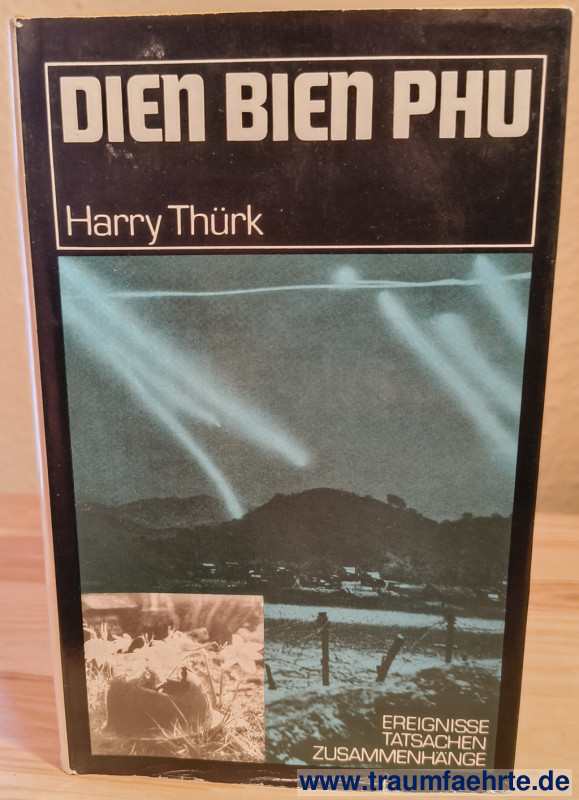 DIEN BIEN PHU
Harry Thürk
EREIGNISSE
TATSACHEN
ZUSAMMENHÄNGE
www.traumfaehrte.de